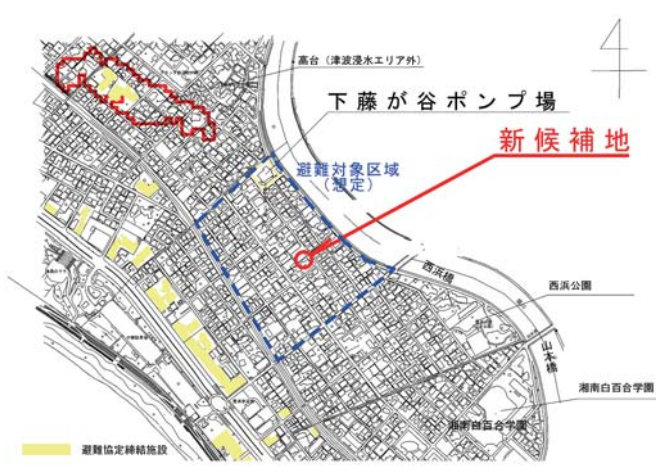 高台（津波浸水エリア外）
下藤が谷ポンプ場
新候補地
避難対象区域
（想定）
西浜橋
西浜公園
山本橋
湘南白百合学園
湘南白百合学園
避難協定締結施設